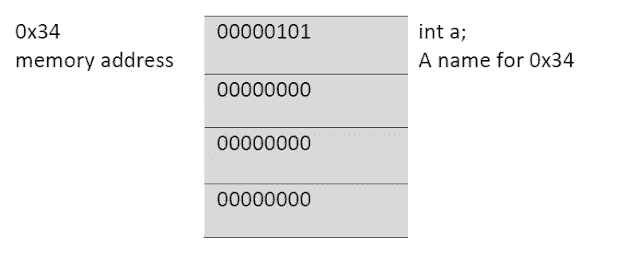 0x34
memory address
00000101
00000000
00000000
00000000
int a;
A name for 0x34